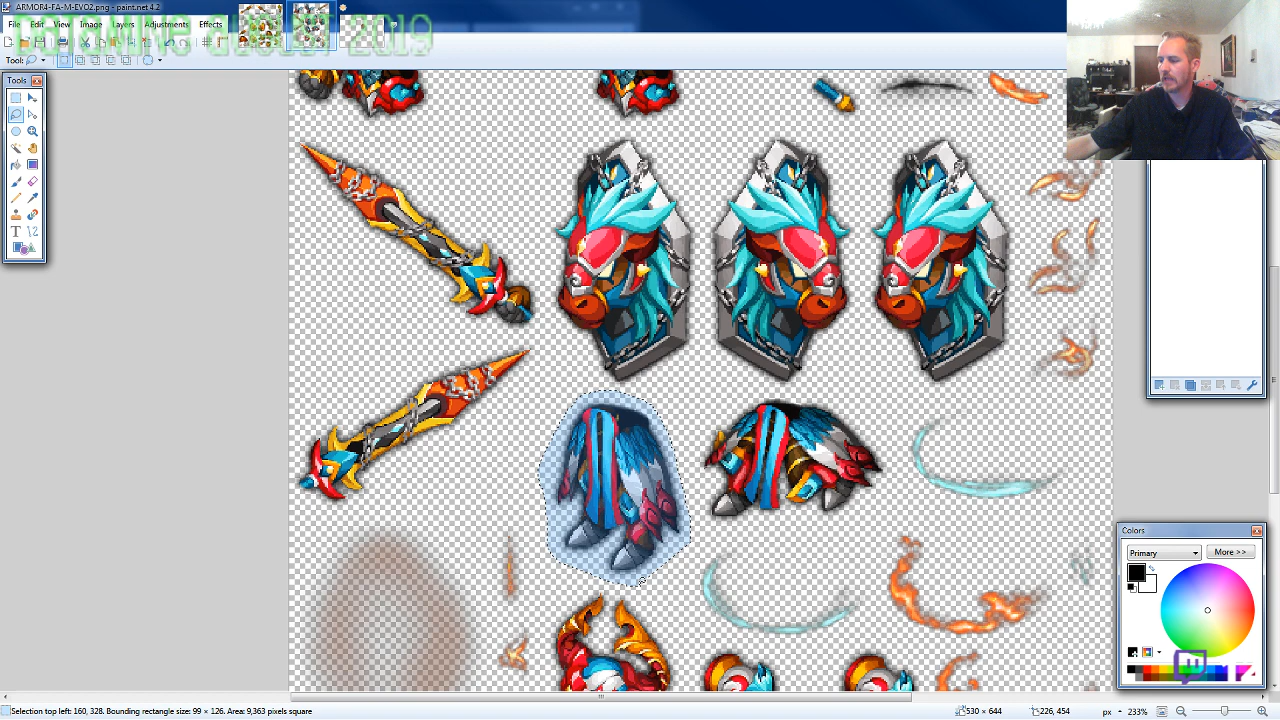 ARMOR4-FA-M-EVO2.png - paint.net 4.2
File Edit View Image Layers Adjustments Effects
Tool:
Tools
Colors
Primary
More >>
Selection top left: 160, 328. Bounding rectangle size: 99 × 126. Area: 9,363 pixels square
530 × 644
226, 454
px
233%